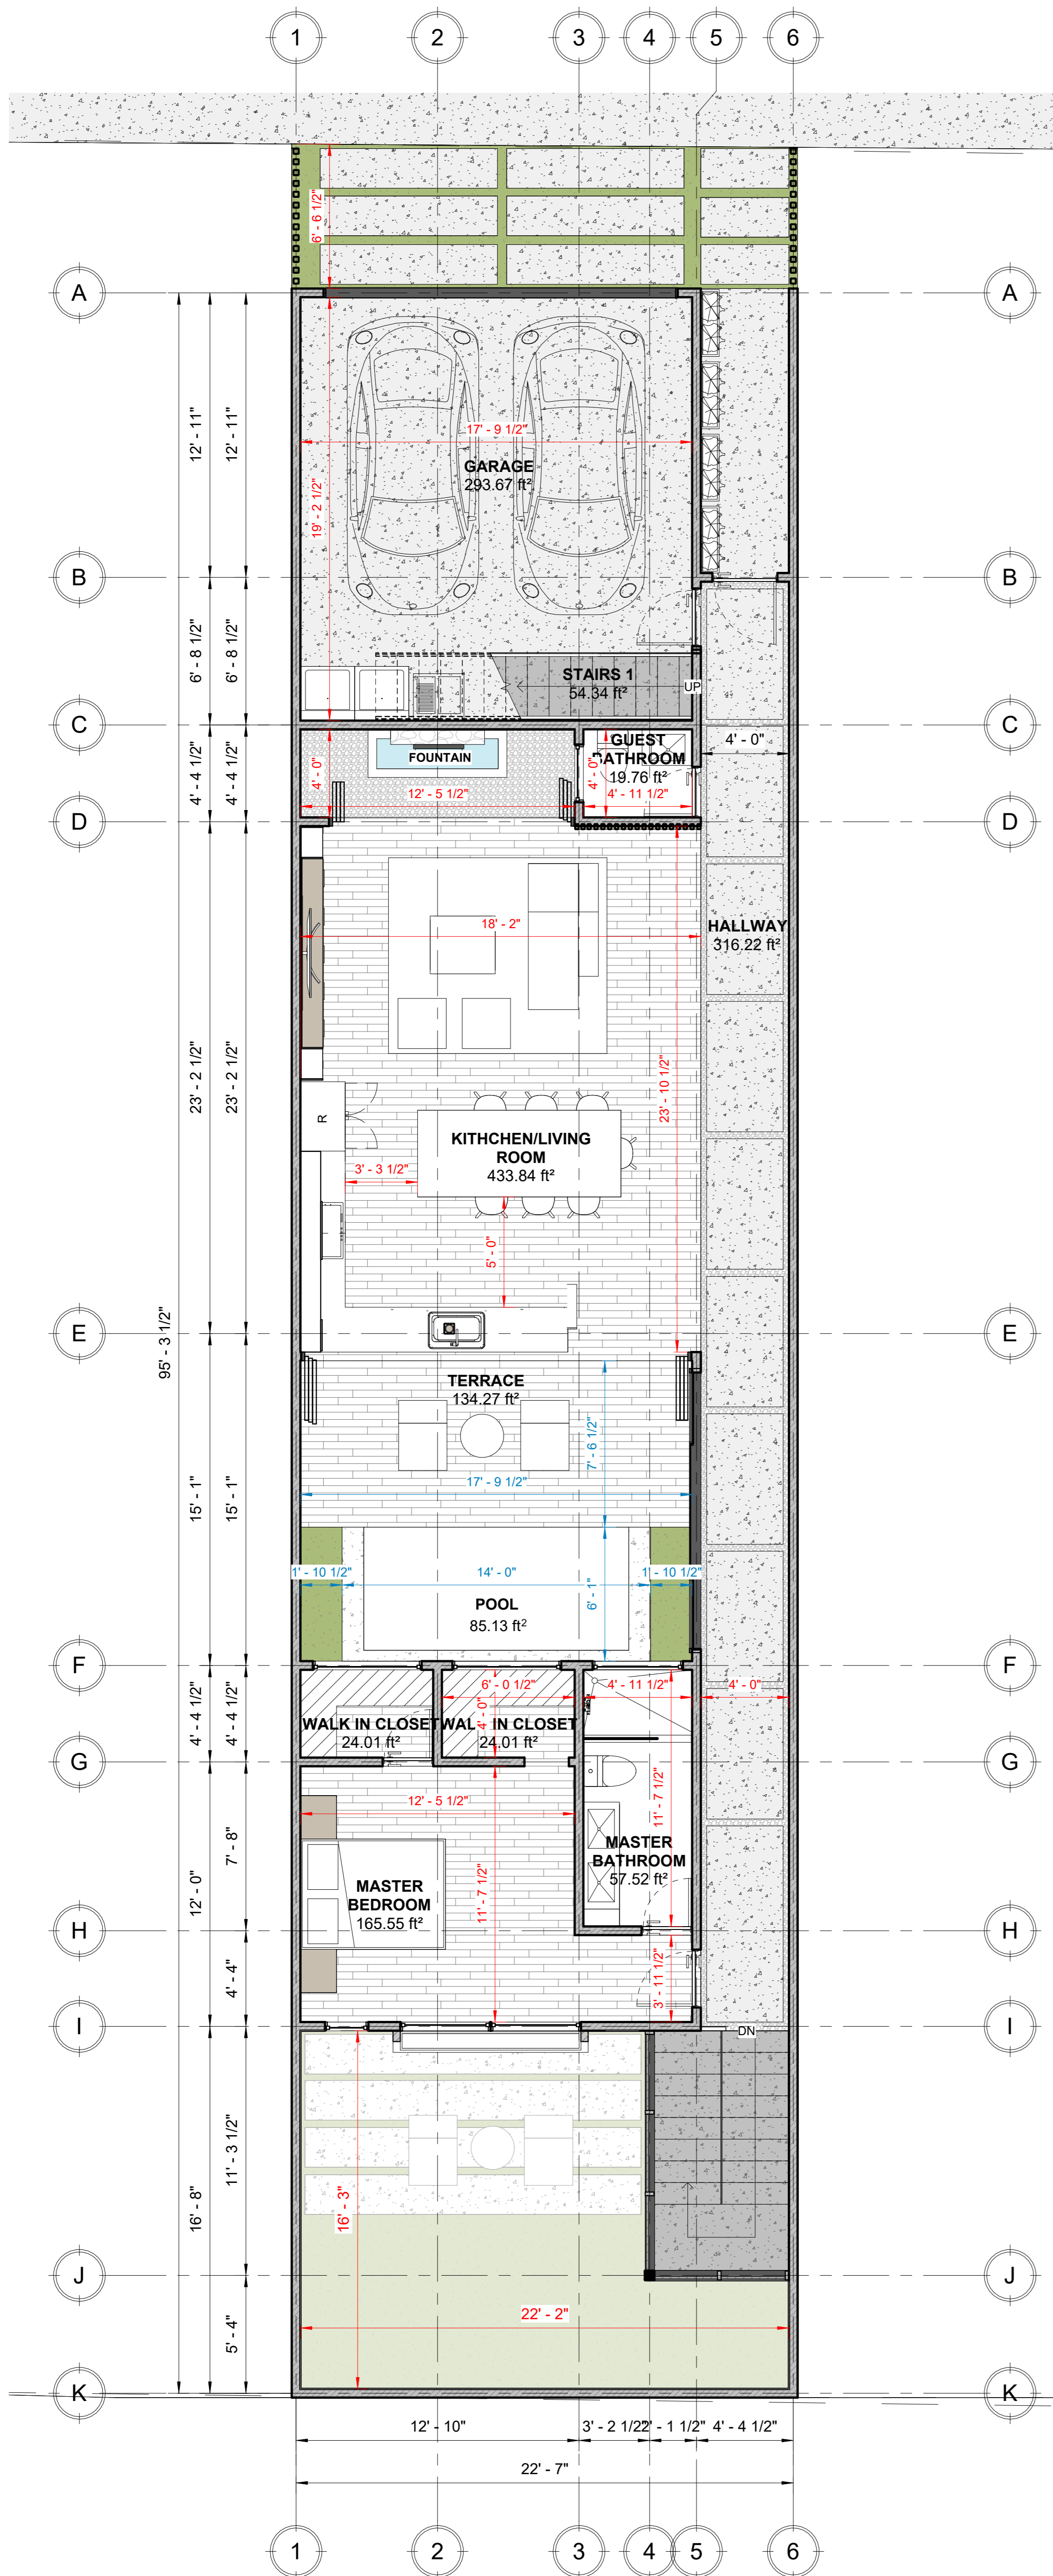 1 2 3 4 5 6
6' - 6 1/2"
A A
12' - 11" 12' - 11"
17' - 9 1/2"
GARAGE
293.67 ft²
19' - 2 1/2"
B B
6' - 8 1/2" 6' - 8 1/2"
STAIRS 1
54.34 ft²
UP
C C
4' - 4 1/2" 4' - 4 1/2"
4' - 0"
FOUNTAIN
12' - 5 1/2"
GUEST
BATHROOM
19.76 ft²
4' - 0"
4' - 11 1/2"
4' - 0"
D D
18' - 2"
HALLWAY
316.22 ft²
23' - 2 1/2" 23' - 2 1/2"
23' - 10 1/2"
R
KITHCHEN/LIVING
ROOM
433.84 ft²
3' - 3 1/2"
5' - 0"
E E
95' - 3 1/2"
TERRACE
134.27 ft²
7' - 6 1/2"
17' - 9 1/2"
15' - 1" 15' - 1"
1' - 10 1/2" 14' - 0" 1' - 10 1/2"
6' - 1"
POOL
85.13 ft²
F F
4' - 4 1/2" 4' - 4 1/2"
6' - 0 1/2" 4' - 11 1/2" 4' - 0"
4' - 0"
WALK IN CLOSET
24.01 ft²
WALK IN CLOSET
24.01 ft²
G G
12' - 5 1/2"
11' - 7 1/2"
11' - 7 1/2"
12' - 0" 7' - 8"
MASTER
BATHROOM
57.52 ft²
MASTER
BEDROOM
165.55 ft²
H H
4' - 4"
3' - 11 1/2"
I I
DN
16' - 8" 11' - 3 1/2"
16' - 3"
J J
22' - 2"
5' - 4"
K K
12' - 10" 3' - 2 1/2" 2' - 1 1/2" 4' - 4 1/2"
22' - 7"
1 2 3 4 5 6